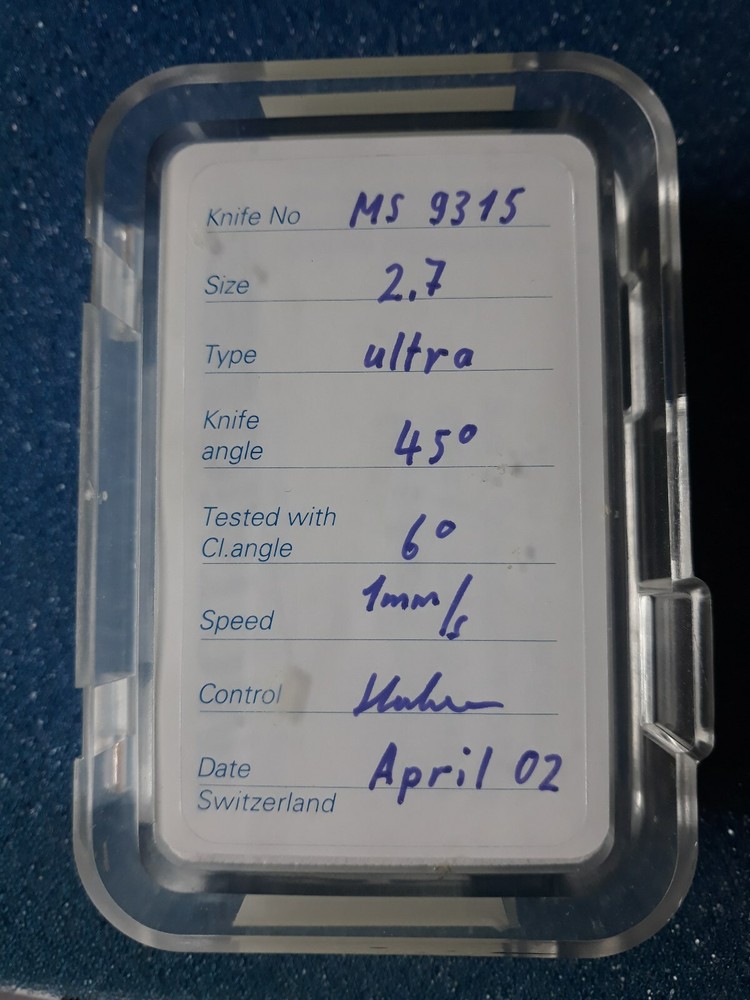 Knife No MS 9315
Size 2.7
Type ultra
Knife
angle 45°
Tested with
Cl.angle 6°
Speed 1mm/s
Control
Date April 02
Switzerland